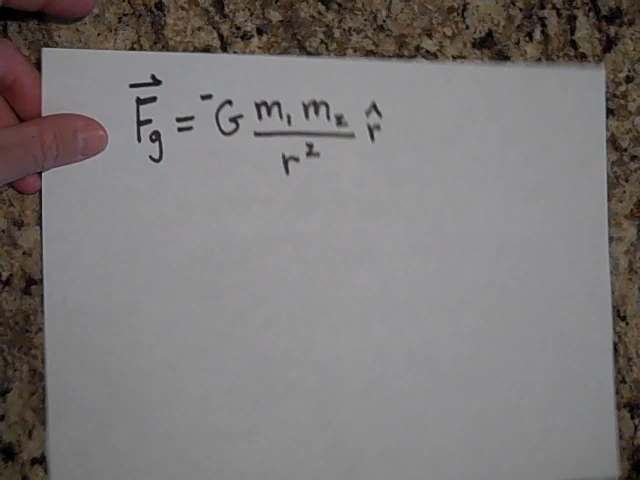 F⃗g = ⁻G m₁ m₂ / r² r̂